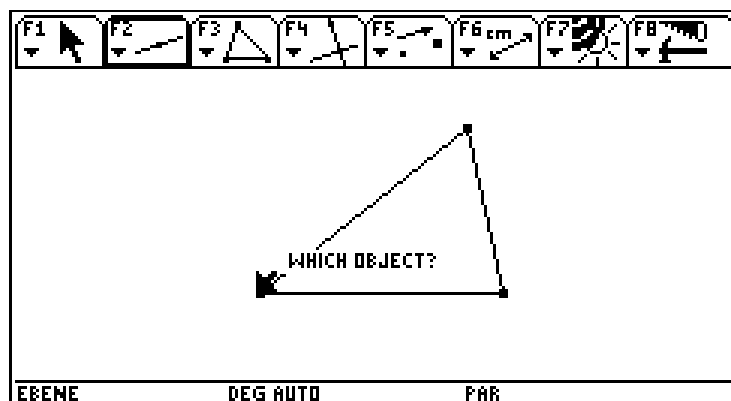 F1 F2 F3 F4 F5 F6 cm F7 F8
WHICH OBJECT?
EBENE DEG AUTO PAR